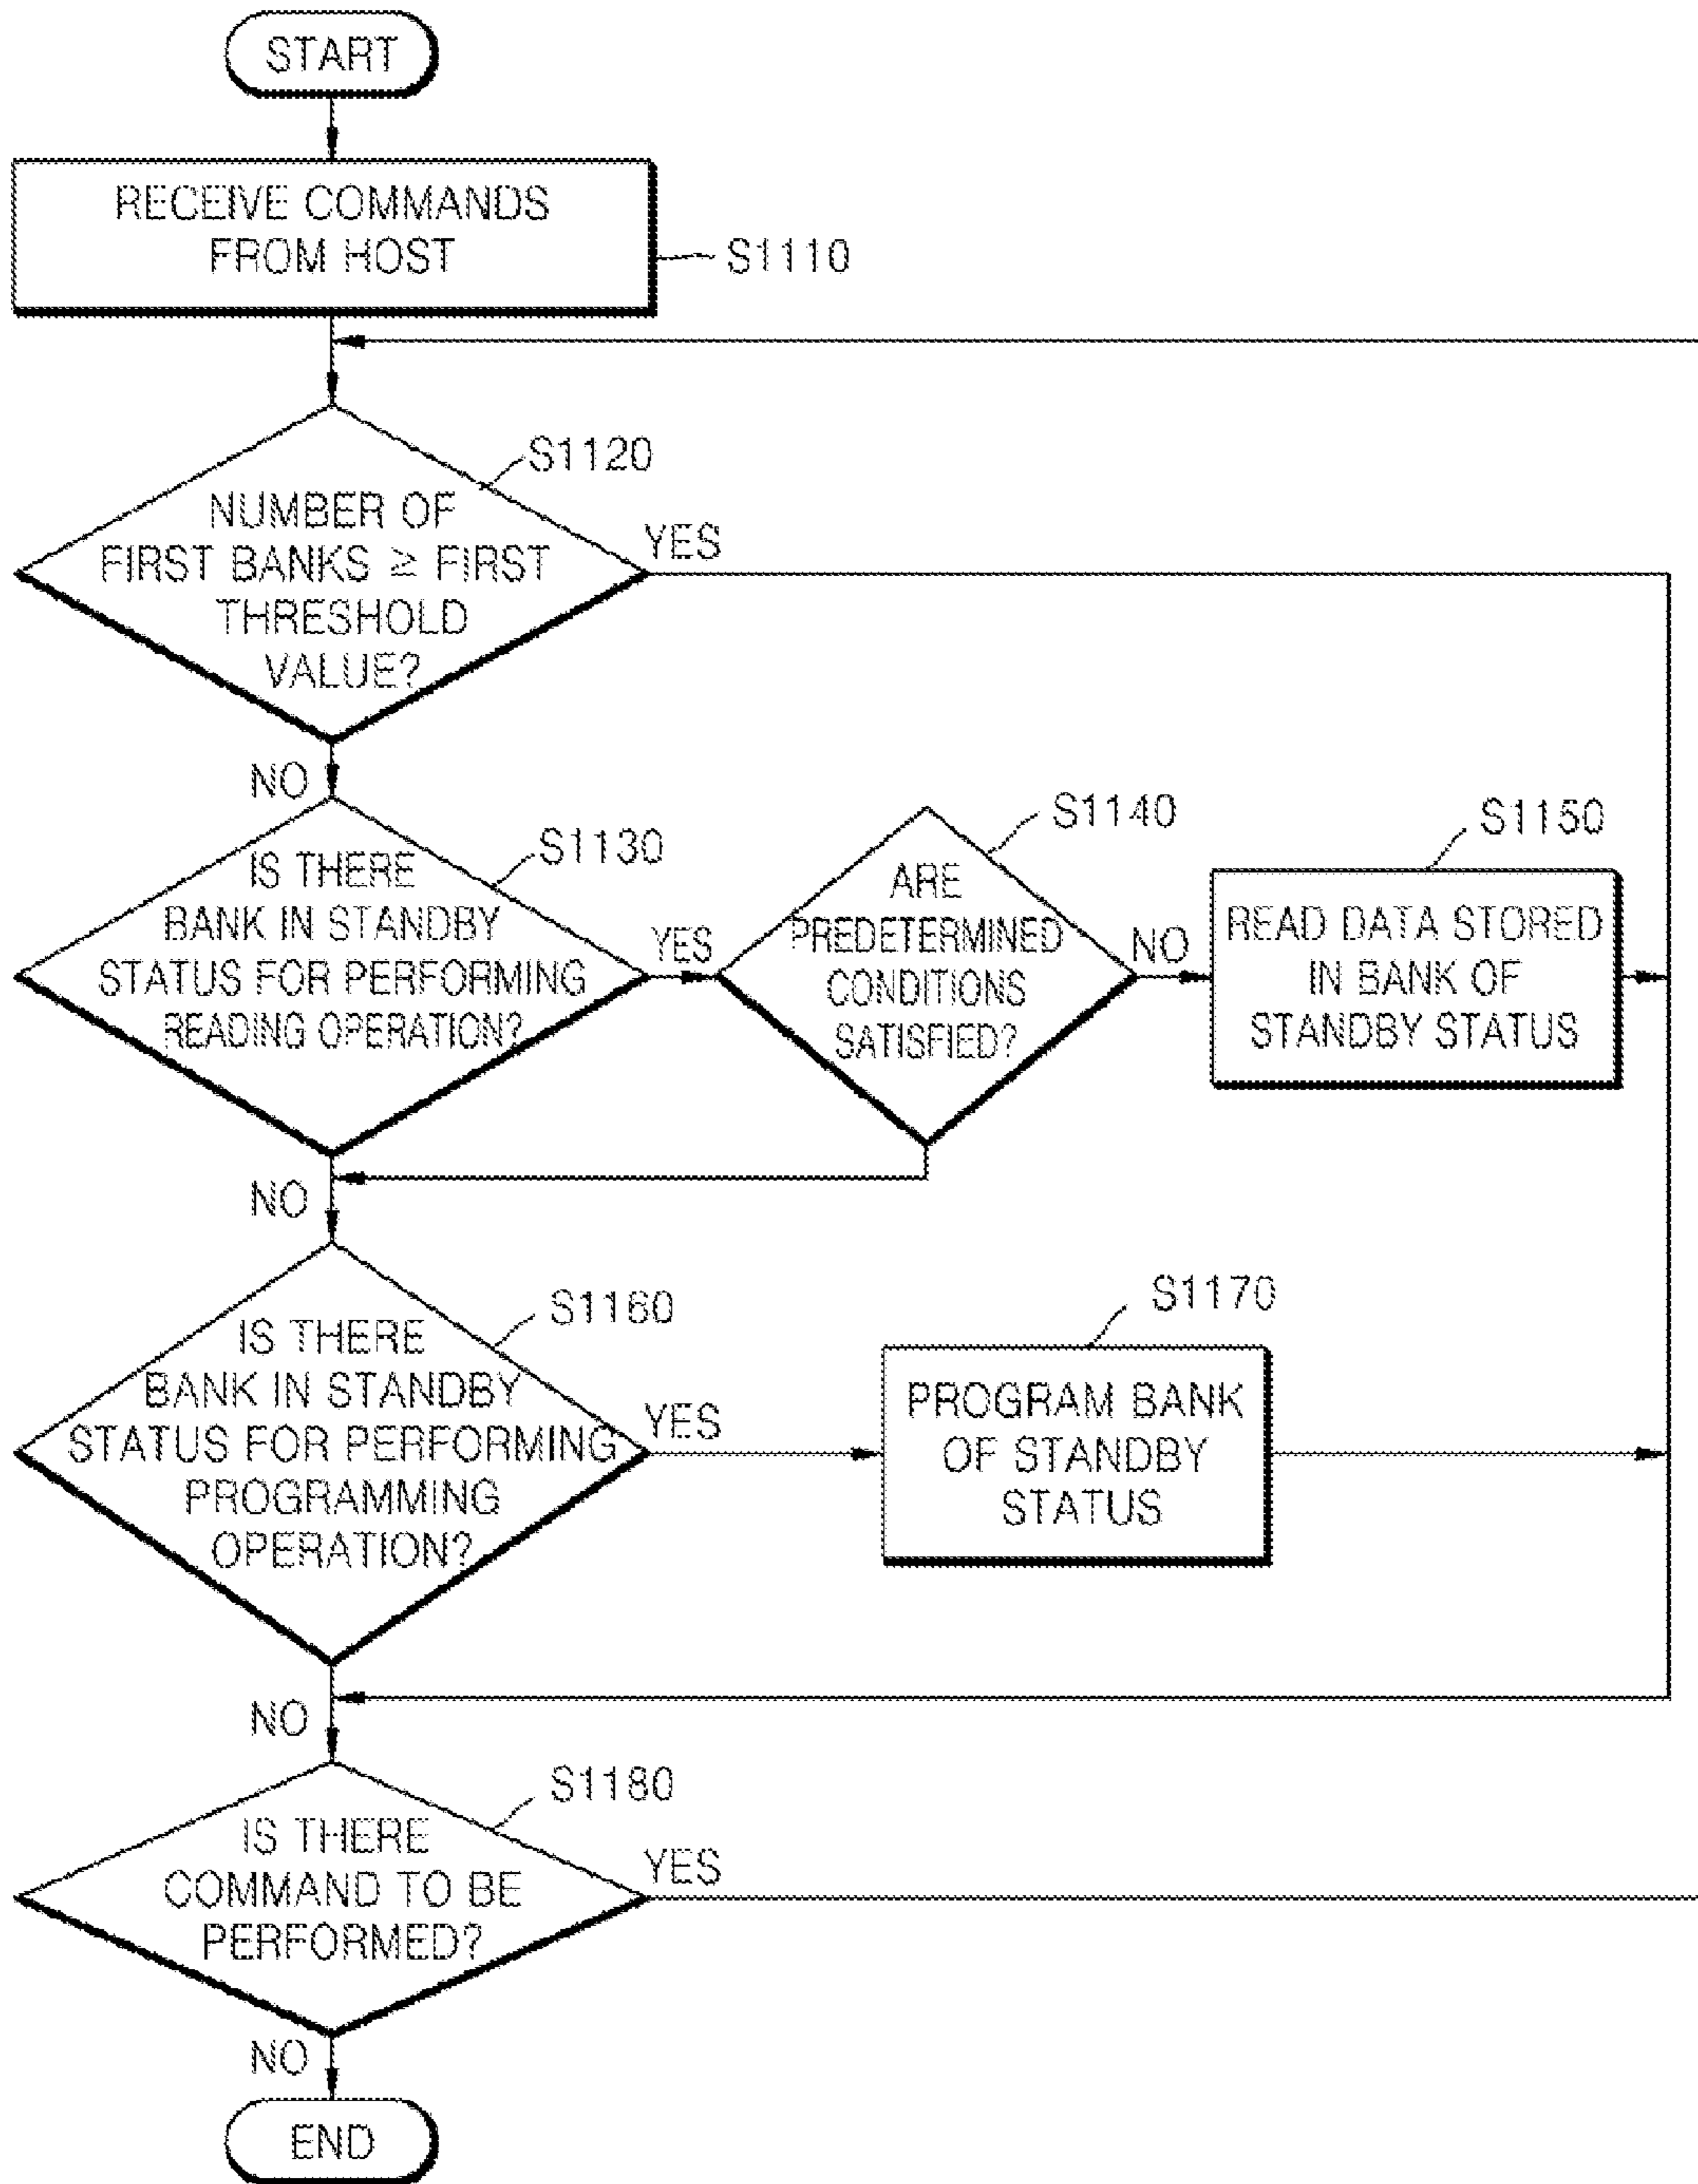 START
RECEIVE COMMANDS
FROM HOST
S1110
S1120
NUMBER OF
FIRST BANKS ≥ FIRST
THRESHOLD
VALUE?
YES
NO
S1130
IS THERE
BANK IN STANDBY
STATUS FOR PERFORMING
READING OPERATION?
YES
S1140
ARE
PREDETERMINED
CONDITIONS
SATISFIED?
NO
S1150
READ DATA STORED
IN BANK OF
STANDBY STATUS
NO
S1160
IS THERE
BANK IN STANDBY
STATUS FOR PERFORMING
PROGRAMMING
OPERATION?
YES
S1170
PROGRAM BANK
OF STANDBY
STATUS
NO
S1180
IS THERE
COMMAND TO BE
PERFORMED?
YES
NO
END